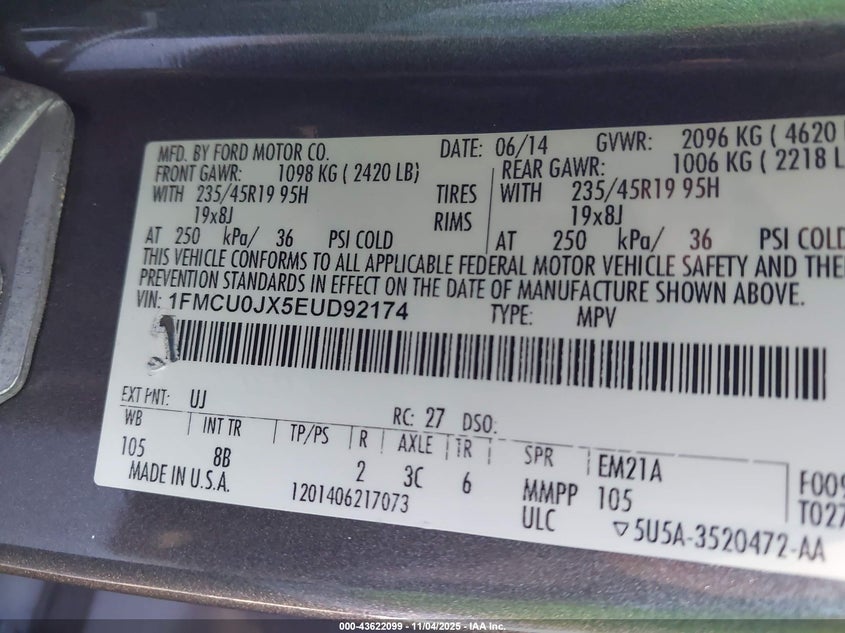 MFD. BY FORD MOTOR CO. DATE: 06/14 GVWR: 2096 KG ( 4620
FRONT GAWR: 1098 KG ( 2420 LB) REAR GAWR: 1006 KG ( 2218 L
WITH 235/45R19 95H TIRES WITH 235/45R19 95H
19x8J RIMS 19x8J
AT 250 kPa/ 36 PSI COLD AT 250 kPa/ 36 PSI COLD
THIS VEHICLE CONFORMS TO ALL APPLICABLE FEDERAL MOTOR VEHICLE SAFETY AND THE
PREVENTION STANDARDS IN EFFECT ON THE DATE OF MANUFACTURE SHOWN ABOVE.
VIN: 1FMCU0JX5EUD92174 TYPE: MPV
EXT PNT: UJ RC: 27 DSO:
WB INT TR TP/PS R AXLE TR SPR EM21A F009
105 8B 2 3C 6 MMPP 105 T027
MADE IN U.S.A. 1201406217073 ULC ▽5U5A-3520472-AA
000-43622099 - 11/04/2025 - IAA Inc.